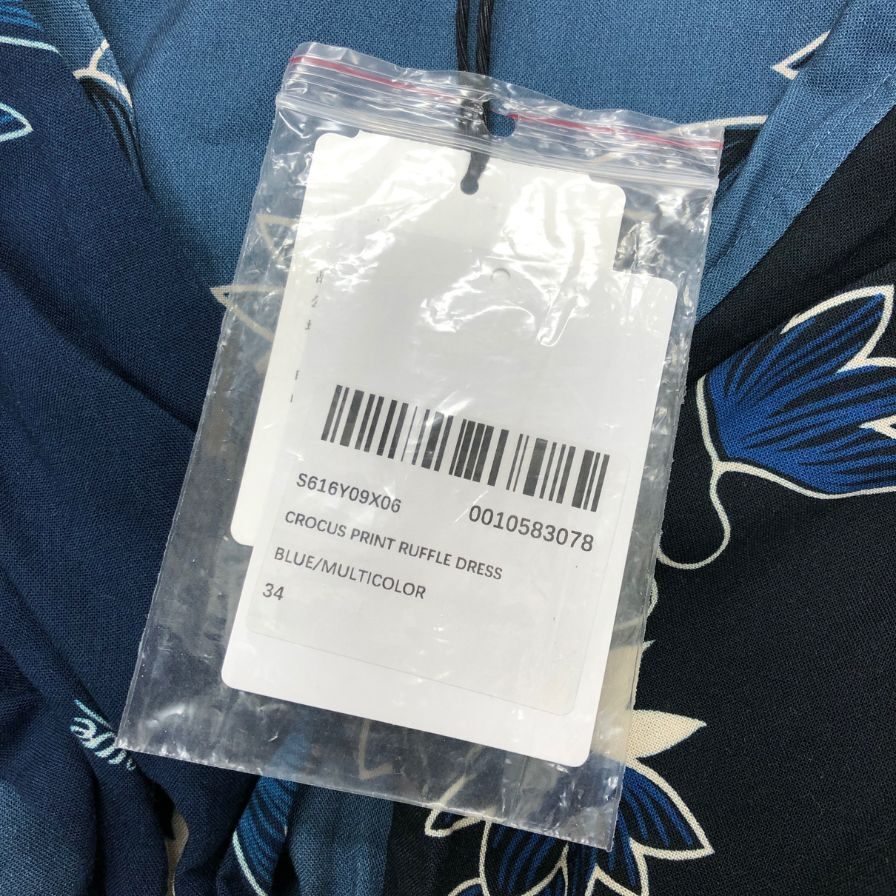 S616Y09X06 0010583078
CROCUS PRINT RUFFLE DRESS
BLUE/MULTICOLOR
34